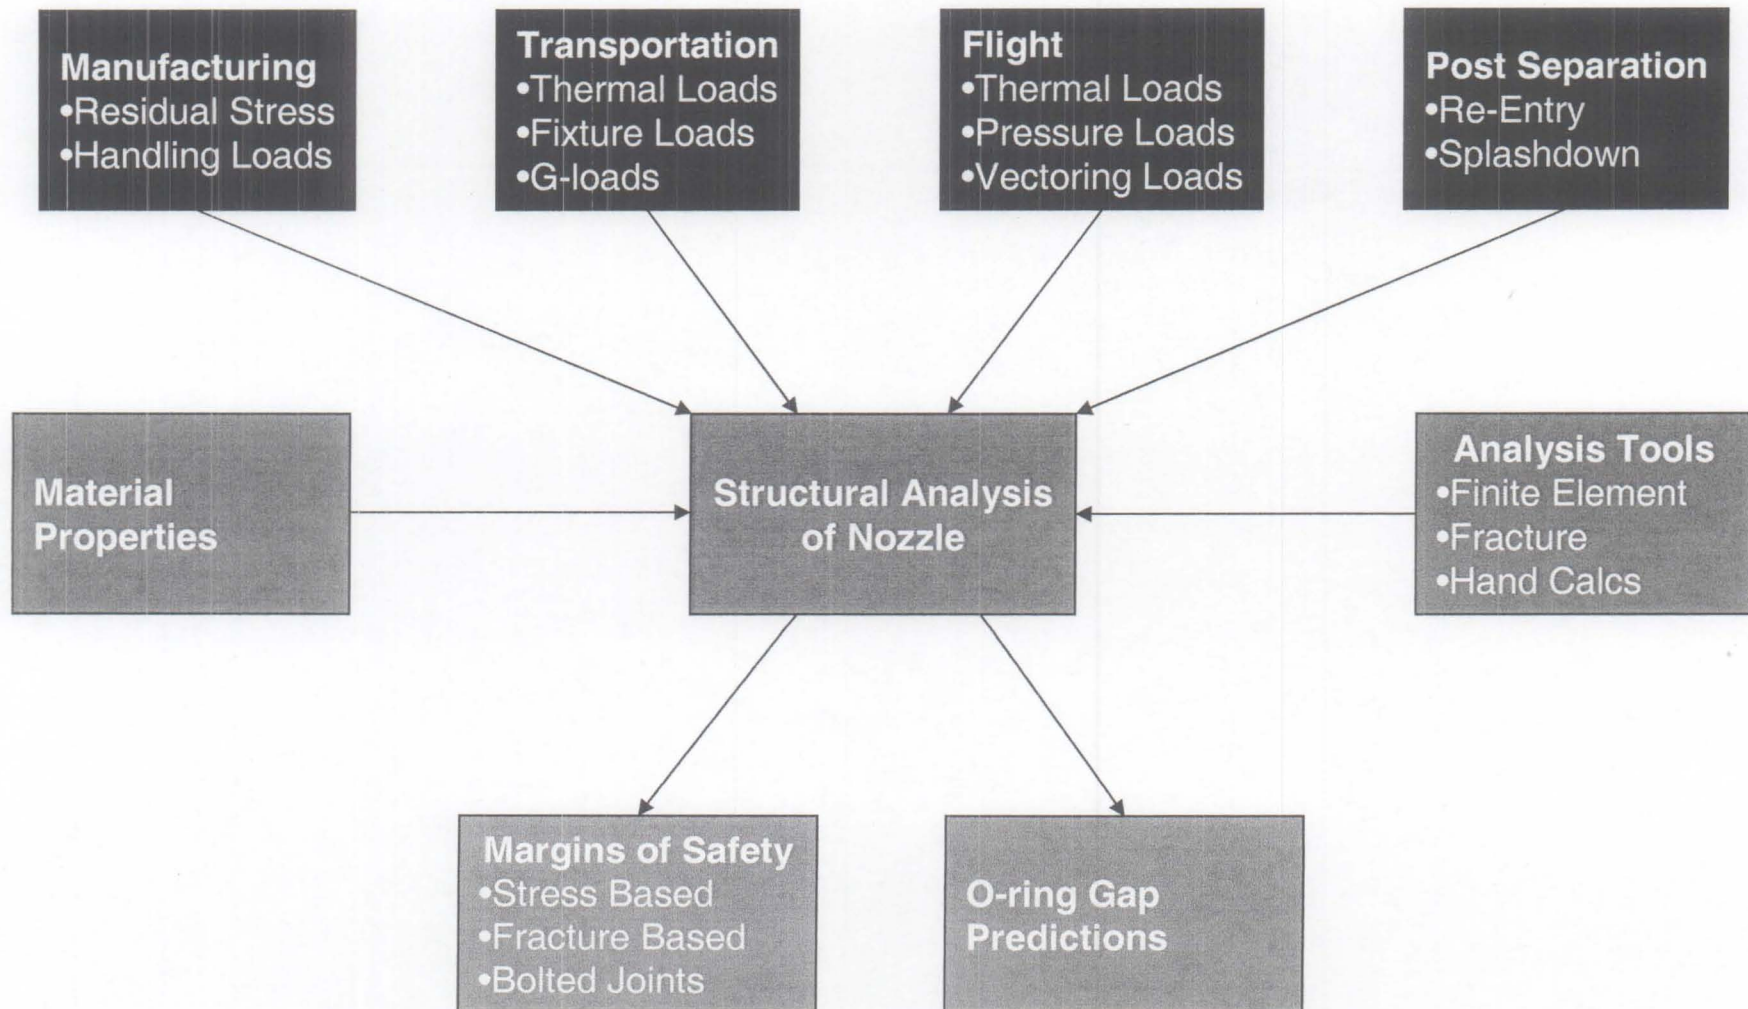 Manufacturing
•Residual Stress
•Handling Loads
Transportation
•Thermal Loads
•Fixture Loads
•G-loads
Flight
•Thermal Loads
•Pressure Loads
•Vectoring Loads
Post Separation
•Re-Entry
•Splashdown
Material
Properties
Structural Analysis
of Nozzle
Analysis Tools
•Finite Element
•Fracture
•Hand Calcs
Margins of Safety
•Stress Based
•Fracture Based
•Bolted Joints
O-ring Gap
Predictions